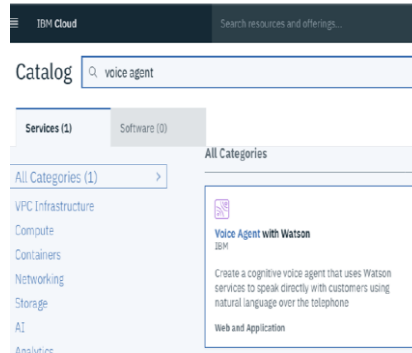 IBM Cloud
Search resources and offerings...
Catalog
voice agent
Services (1)
Software (0)
All Categories
All Categories (1)
VPC Infrastructure
Compute
Containers
Networking
Storage
AI
Analytics
Voice Agent with Watson
IBM
Create a cognitive voice agent that uses Watson
services to speak directly with customers using
natural language over the telephone
Web and Application